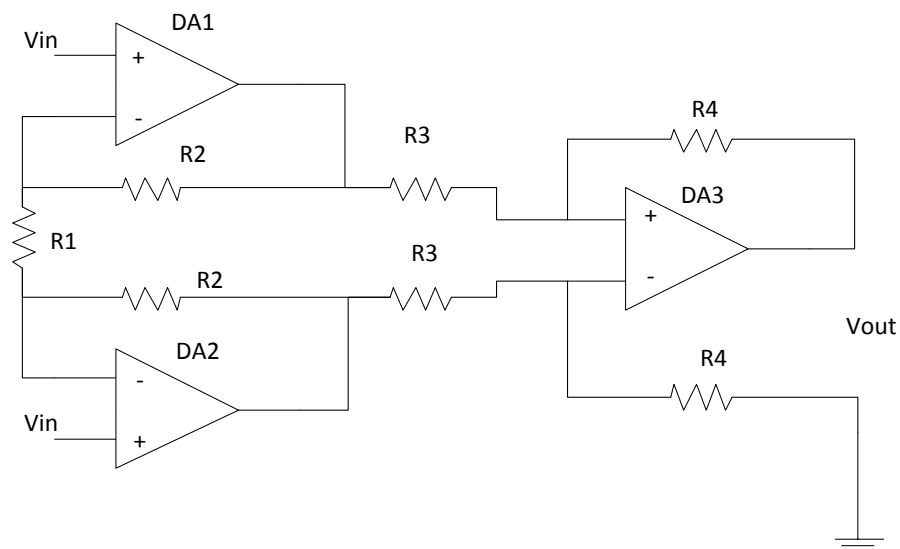 DA1
Vin
+
-
R2
R3
R4
DA3
+
-
R1
R2
R3
Vout
DA2
-
Vin
+
R4